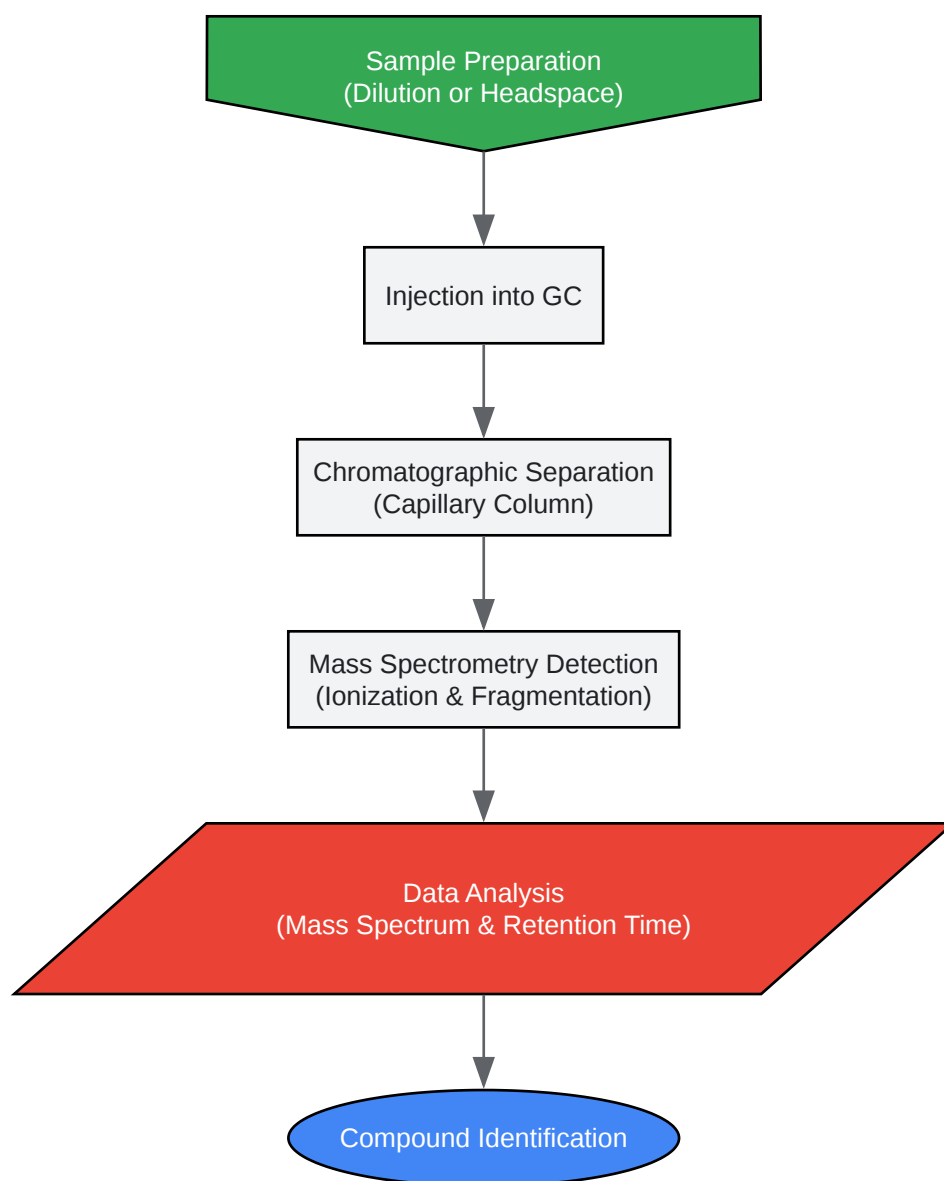 Sample Preparation
(Dilution or Headspace)
Injection into GC
Chromatographic Separation
(Capillary Column)
Mass Spectrometry Detection
(Ionization & Fragmentation)
Data Analysis
(Mass Spectrum & Retention Time)
Compound Identification